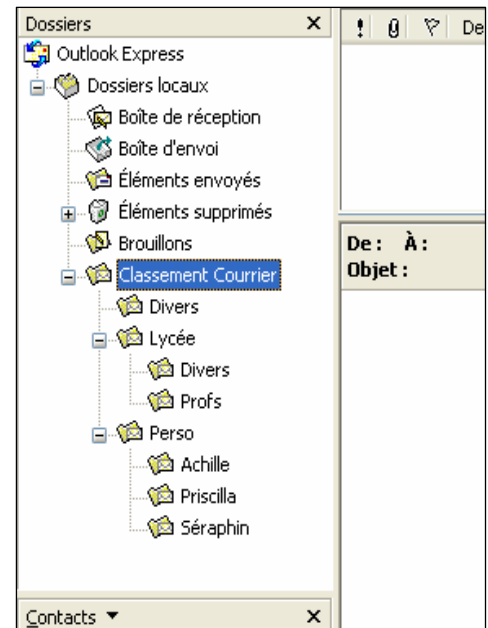 Dossiers
! De
Outlook Express
Dossiers locaux
Boîte de réception
Boîte d'envoi
Éléments envoyés
Éléments supprimés
Brouillons
De : À :
Objet :
Classement Courrier
Divers
Lycée
Divers
Profs
Perso
Achille
Priscilla
Séraphin
Contacts